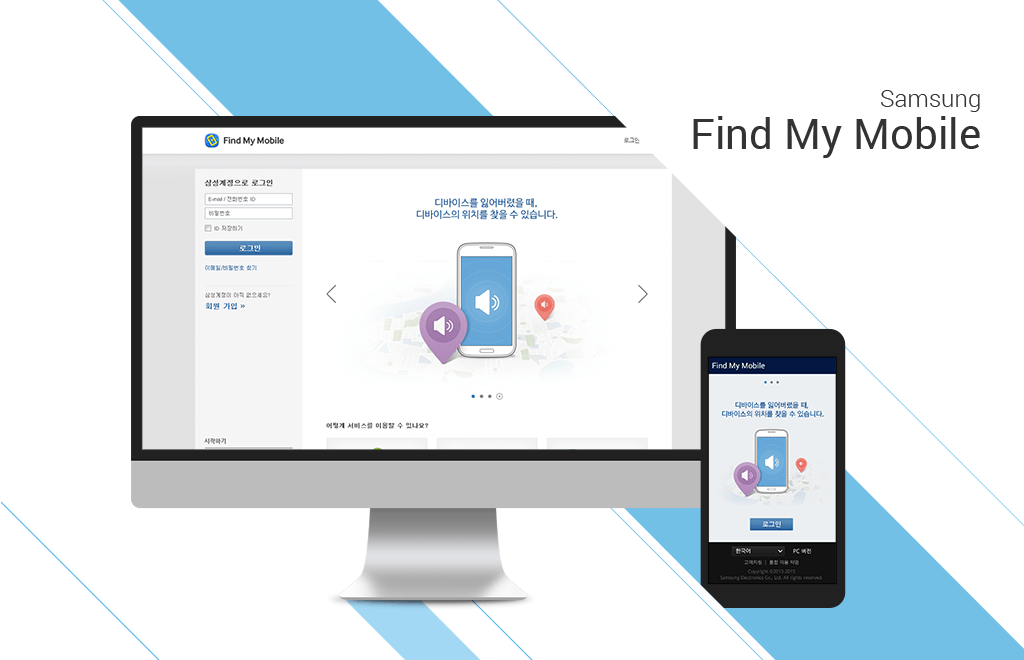 Samsung
Find My Mobile
Find My Mobile
로그인
삼성계정으로 로그인
E-mail / 전화번호 ID
비밀번호
ID 저장하기
로그인
이메일/비밀번호 찾기
삼성계정이 아직 없으세요?
회원 가입 »
시작하기
디바이스를 잃어버렸을 때,
디바이스의 위치를 찾을 수 있습니다.
어떻게 서비스를 이용할 수 있나요?
Find My Mobile
디바이스를 잃어버렸을 때,
디바이스의 위치를 찾을 수 있습니다.
로그인
한국어
PC 버전
고객지원 | 통합 이용 약관
Copyright ©2013-2015
Samsung Electronics Co., Ltd. All rights reserved.